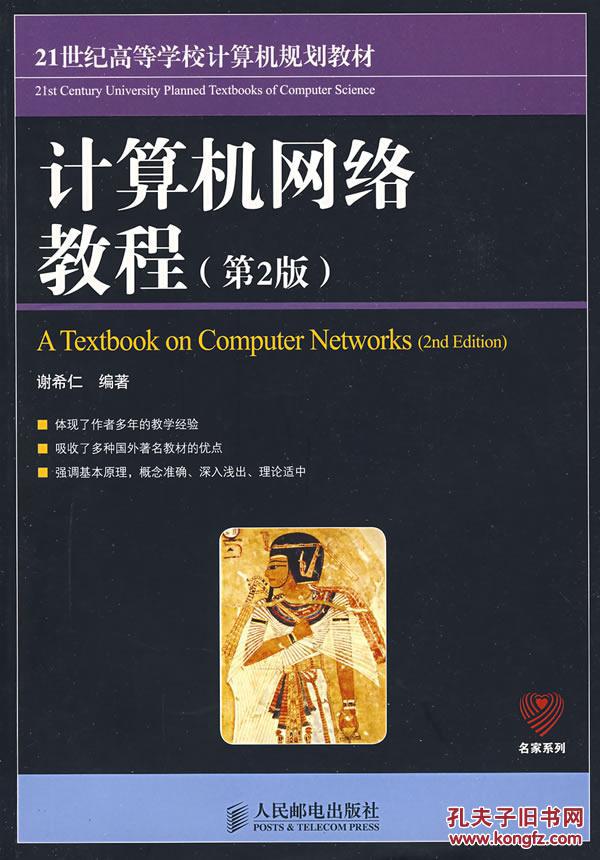 21世纪高等学校计算机规划教材
21st Century University Planned Textbooks of Computer Science
计算机网络
教程（第2版）
A Textbook on Computer Networks (2nd Edition)
谢希仁 编著
体现了作者多年的教学经验
吸收了多种国外著名教材的优点
强调基本原理，概念准确、深入浅出、理论适中
名家系列
人民邮电出版社
POSTS & TELECOM PRESS
孔夫子旧书网
www.kongfz.com